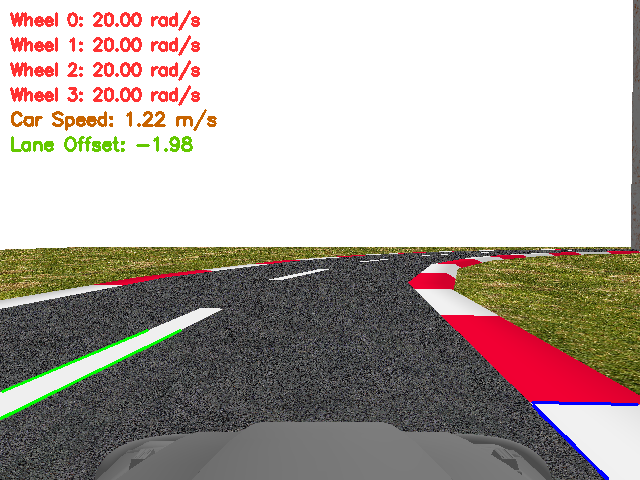 Wheel 0: 20.00 rad/s
Wheel 1: 20.00 rad/s
Wheel 2: 20.00 rad/s
Wheel 3: 20.00 rad/s
Car Speed: 1.22 m/s
Lane Offset: -1.98